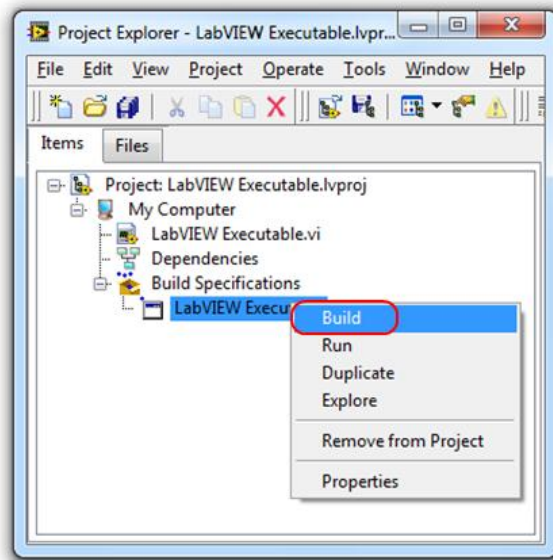 Project Explorer - LabVIEW Executable.lvpr...
File Edit View Project Operate Tools Window Help
Items Files
Project: LabVIEW Executable.lvproj
My Computer
LabVIEW Executable.vi
Dependencies
Build Specifications
LabVIEW Execu
Build
Run
Duplicate
Explore
Remove from Project
Properties